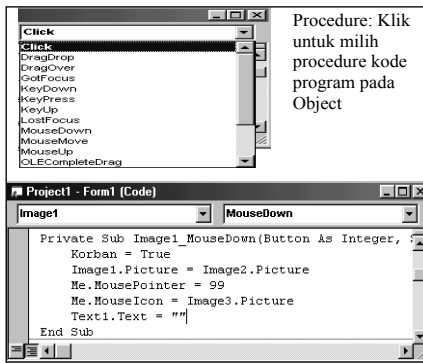 Click
Click
DragDrop
DragOver
GotFocus
KeyDown
KeyPress
KeyUp
LostFocus
MouseDown
MouseMove
MouseUp
OLECompleteDrag
Procedure: Klik
untuk milih
procedure kode
program pada
Object
Project1 - Form1 (Code)
Image1
MouseDown
Private Sub Image1_MouseDown(Button As Integer,
Korban = True
Image1.Picture = Image2.Picture
Me.MousePointer = 99
Me.MouseIcon = Image3.Picture
Text1.Text = ""
End Sub